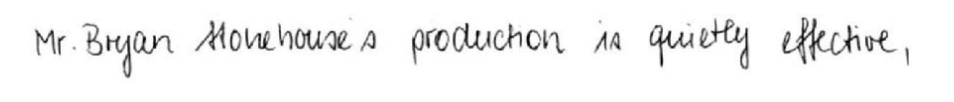 Mr. Bryan Stonehouse's production is quietly effective,